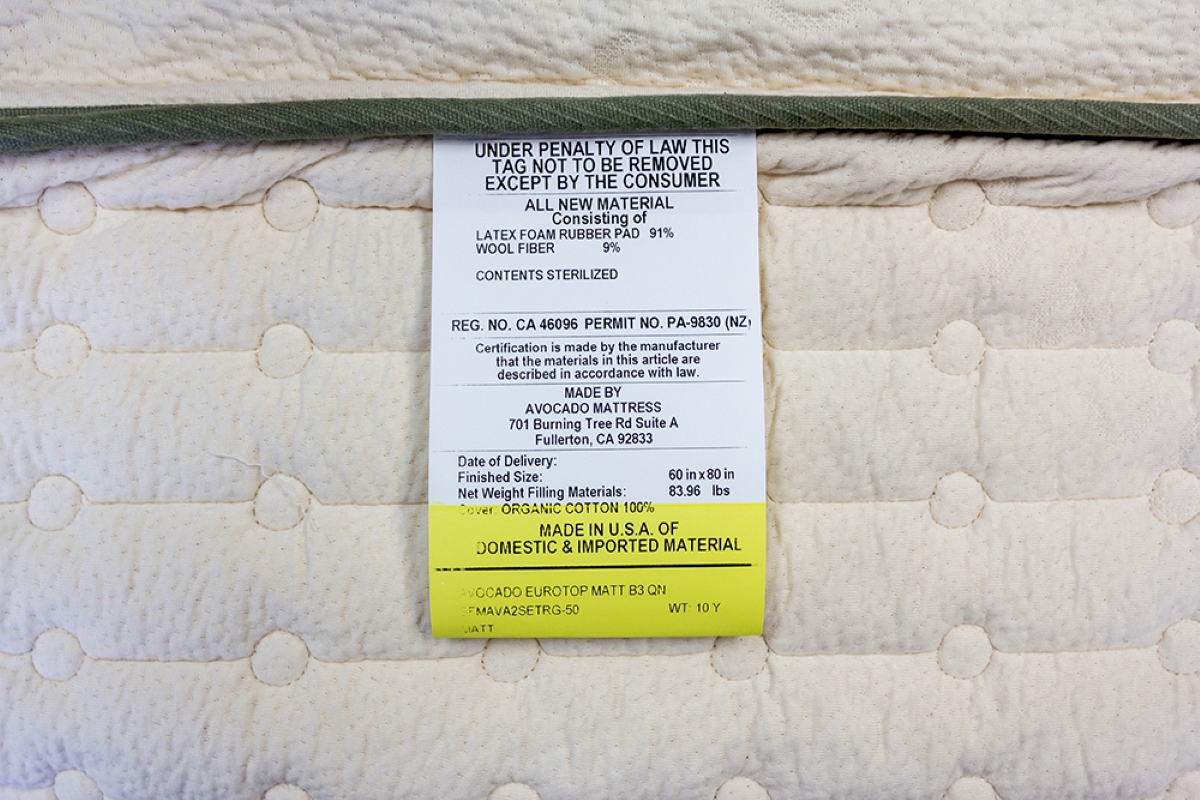 UNDER PENALTY OF LAW THIS
TAG NOT TO BE REMOVED
EXCEPT BY THE CONSUMER
ALL NEW MATERIAL
Consisting of
LATEX FOAM RUBBER PAD 91%
WOOL FIBER 9%
CONTENTS STERILIZED
REG. NO. CA 46096 PERMIT NO. PA-9830 (NZ)
Certification is made by the manufacturer
that the materials in this article are
described in accordance with law.
MADE BY
AVOCADO MATTRESS
701 Burning Tree Rd Suite A
Fullerton, CA 92833
Date of Delivery:
Finished Size: 60 in x 80 in
Net Weight Filling Materials: 83.96 lbs
Cover: ORGANIC COTTON 100%
MADE IN U.S.A. OF
DOMESTIC & IMPORTED MATERIAL
AVOCADO EUROTOP MATT B3 QN
WT: 10 Y
MATT